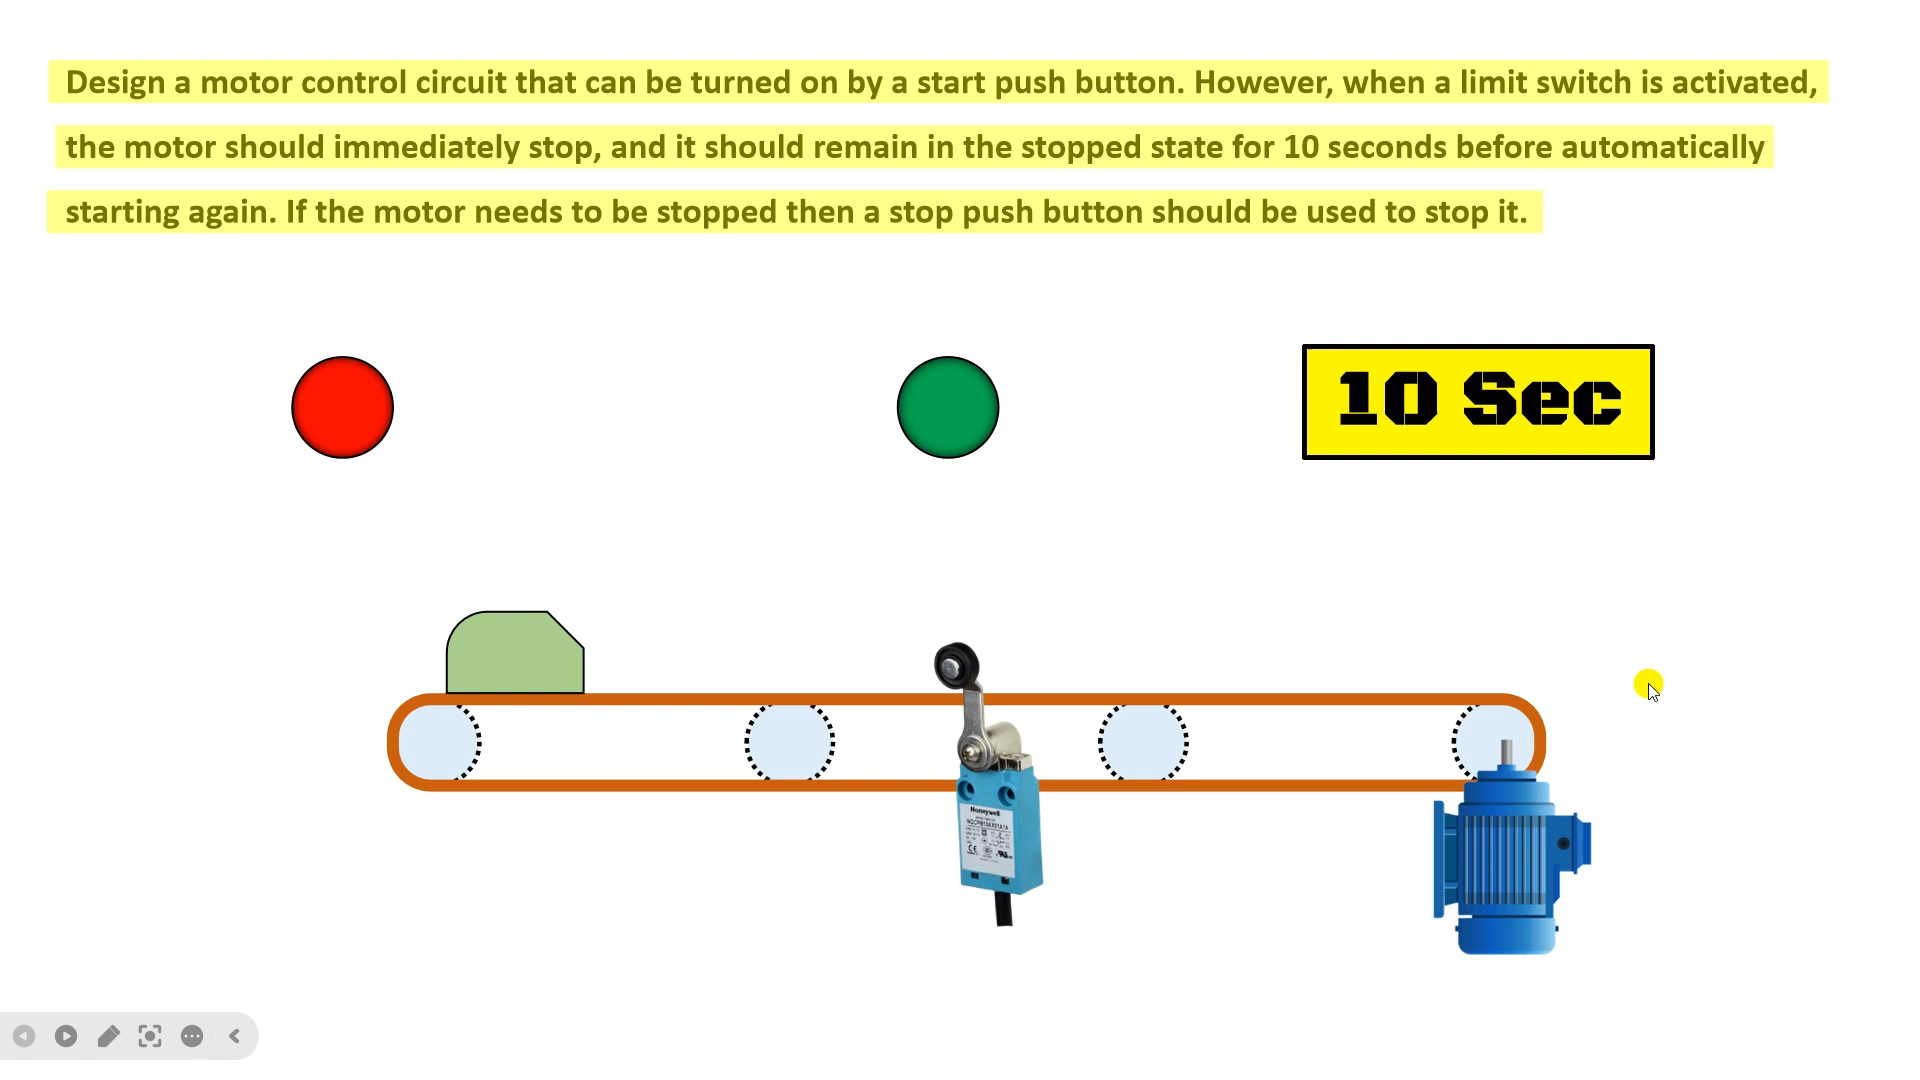 Design a motor control circuit that can be turned on by a start push button. However, when a limit switch is activated,
the motor should immediately stop, and it should remain in the stopped state for 10 seconds before automatically
starting again. If the motor needs to be stopped then a stop push button should be used to stop it.
10 Sec
Honeywell
CE